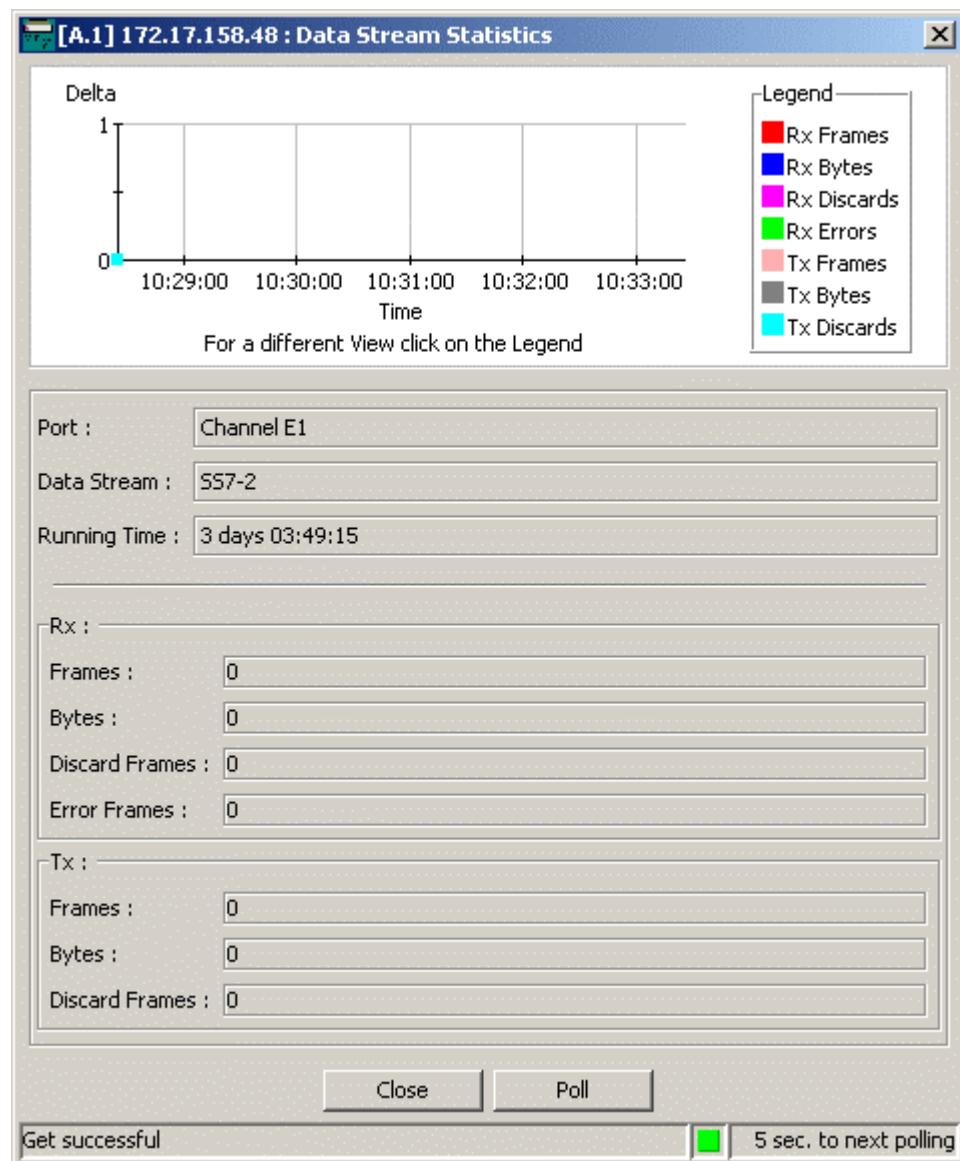 [A.1] 172.17.158.48 : Data Stream Statistics
Delta
1
0
10:29:00 10:30:00 10:31:00 10:32:00 10:33:00
Time
For a different View click on the Legend
Legend
Rx Frames
Rx Bytes
Rx Discards
Rx Errors
Tx Frames
Tx Bytes
Tx Discards
Port : Channel E1
Data Stream : SS7-2
Running Time : 3 days 03:49:15
Rx :
Frames : 0
Bytes : 0
Discard Frames : 0
Error Frames : 0
Tx :
Frames : 0
Bytes : 0
Discard Frames : 0
Close Poll
Get successful 5 sec. to next polling